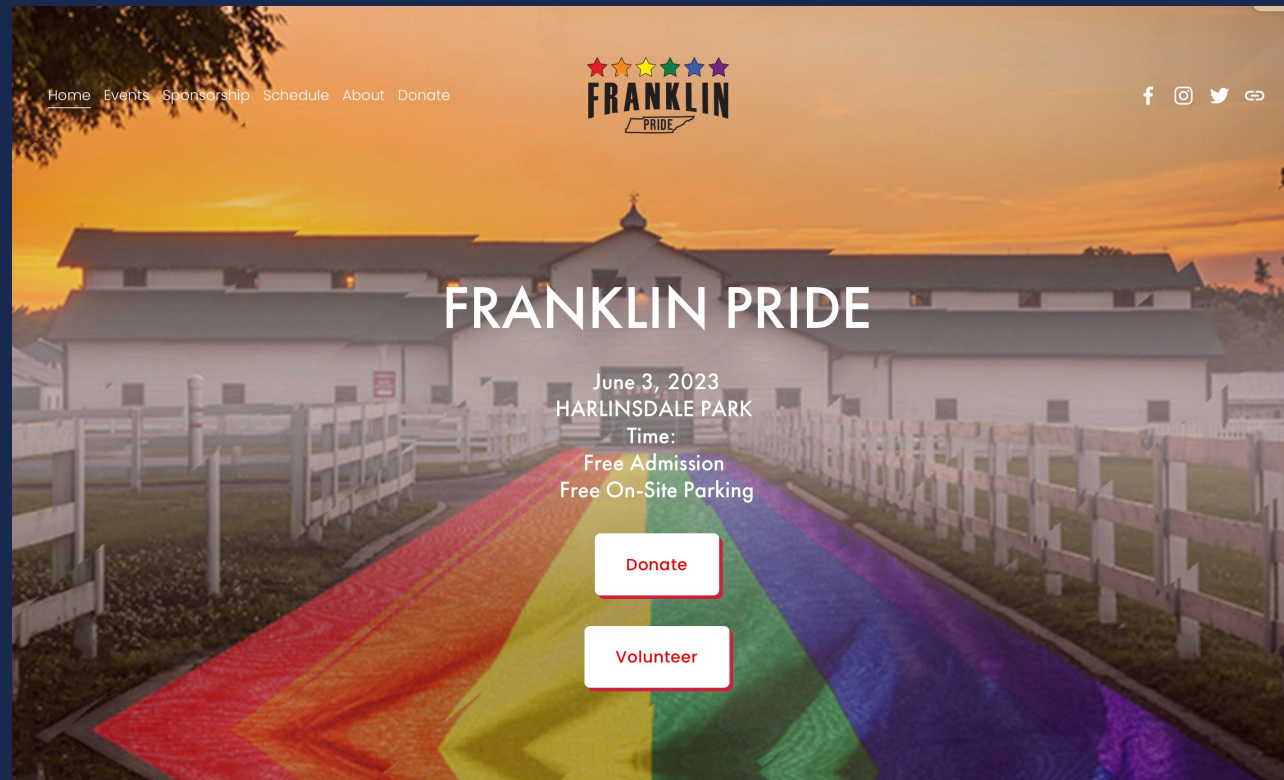 Home Events Sponsorship Schedule About Donate
FRANKLIN
PRIDE
FRANKLIN PRIDE
June 3, 2023
HARLINSDALE PARK
Time:
Free Admission
Free On-Site Parking
Donate
Volunteer